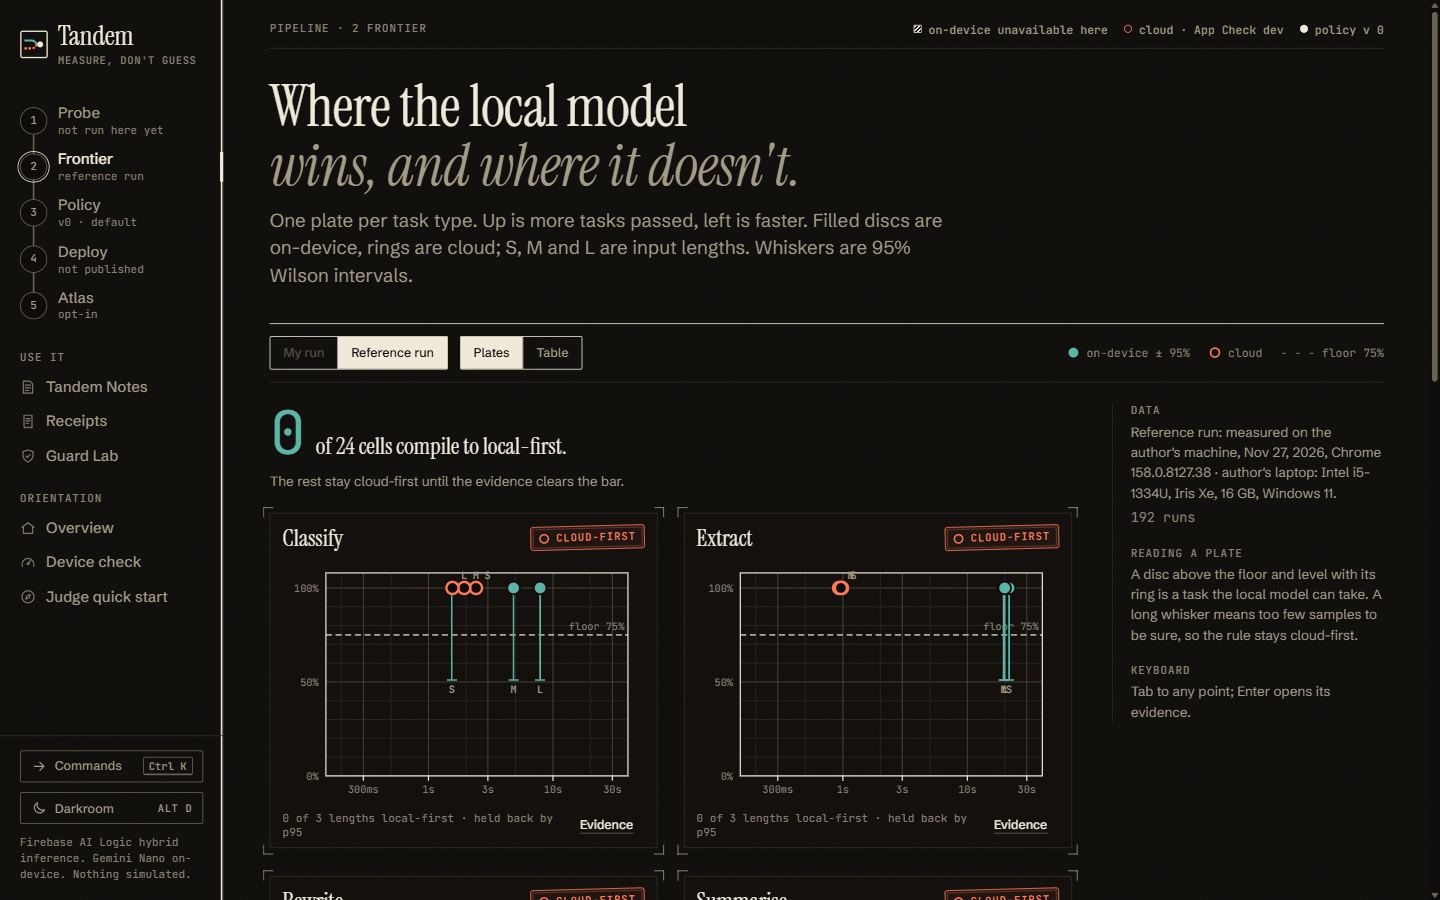 Tandem
MEASURE, DON'T GUESS
1
Probe
not run here yet
2
Frontier
reference run
3
Policy
v0 · default
4
Deploy
not published
5
Atlas
opt-in
USE IT
Tandem Notes
Receipts
Guard Lab
ORIENTATION
Overview
Device check
Judge quick start
Commands Ctrl K
Darkroom ALT D
Firebase AI Logic hybrid
inference. Gemini Nano on-
device. Nothing simulated.
PIPELINE · 2 FRONTIER
on-device unavailable here cloud · App Check dev policy v 0
Where the local model
wins, and where it doesn't.
One plate per task type. Up is more tasks passed, left is faster. Filled discs are
on-device, rings are cloud; S, M and L are input lengths. Whiskers are 95%
Wilson intervals.
My run Reference run Plates Table
on-device ± 95% cloud - - - floor 75%
0 of 24 cells compile to local-first.
The rest stay cloud-first until the evidence clears the bar.
Classify CLOUD-FIRST
L M S
100%
floor 75%
50%
S M L
0%
300ms 1s 3s 10s 30s
0 of 3 lengths local-first · held back by
p95
Evidence
Extract CLOUD-FIRST
100%
floor 75%
50%
0%
300ms 1s 3s 10s 30s
0 of 3 lengths local-first · held back by
p95
Evidence
Rewrite CLOUD-FIRST
Summarise CLOUD-FIRST
DATA
Reference run: measured on the
author's machine, Nov 27, 2026, Chrome
158.0.8127.38 · author's laptop: Intel i5-
1334U, Iris Xe, 16 GB, Windows 11.
192 runs
READING A PLATE
A disc above the floor and level with its
ring is a task the local model can take. A
long whisker means too few samples to
be sure, so the rule stays cloud-first.
KEYBOARD
Tab to any point; Enter opens its
evidence.